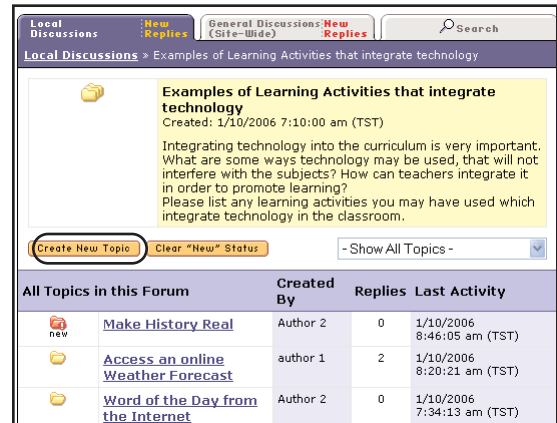 Local Discussions
New Replies
General Discussions (Site-Wide)
New Replies
Search
Local Discussions » Examples of Learning Activities that integrate technology
Examples of Learning Activities that integrate
technology
Created: 1/10/2006 7:10:00 am (TST)
Integrating technology into the curriculum is very important.
What are some ways technology may be used, that will not
interfere with the subjects? How can teachers integrate it
in order to promote learning?
Please list any learning activities you may have used which
integrate technology in the classroom.
Create New Topic
Clear "New" Status
- Show All Topics -
All Topics in this Forum
Created By
Replies
Last Activity
new
Make History Real
Author 2
0
1/10/2006
8:46:05 am (TST)
Access an online
Weather Forecast
author 1
2
1/10/2006
8:20:21 am (TST)
Word of the Day from
the Internet
Author 2
0
1/10/2006
7:34:13 am (TST)